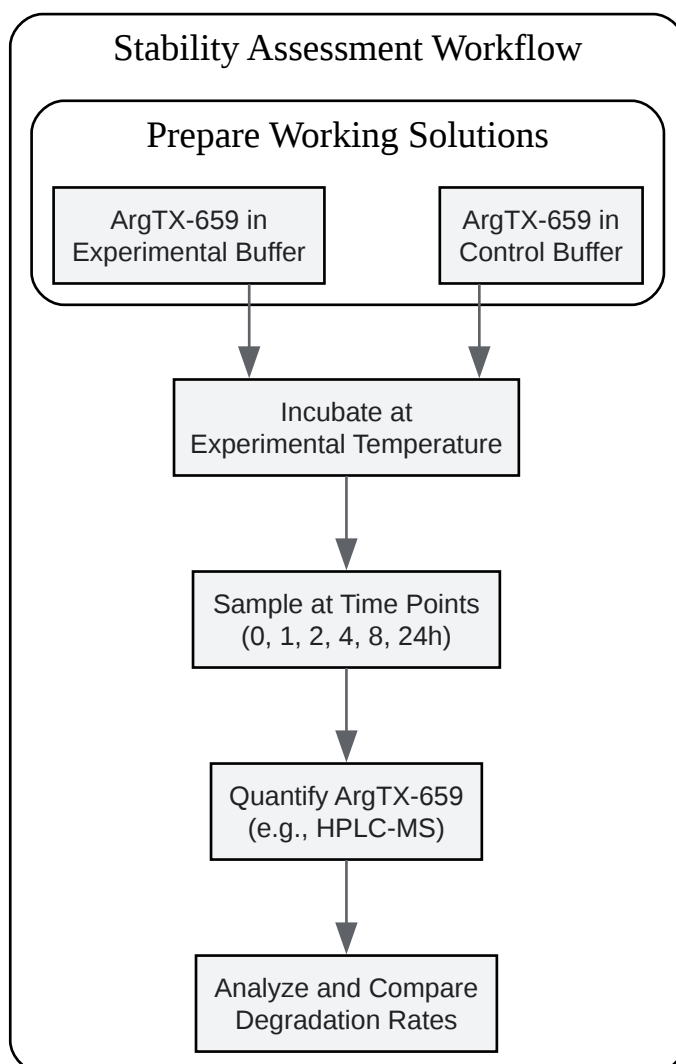 Stability Assessment Workflow
Prepare Working Solutions
ArgTX-659 in
Experimental Buffer
ArgTX-659 in
Control Buffer
Incubate at
Experimental Temperature
Sample at Time Points
(0, 1, 2, 4, 8, 24h)
Quantify ArgTX-659
(e.g., HPLC-MS)
Analyze and Compare
Degradation Rates